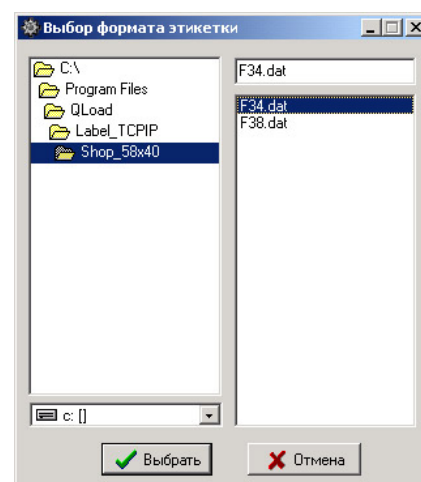 Выбор формата этикетки
C:\
Program Files
QLoad
Label_TCPIP
Shop_58x40
c: []
F34.dat
F34.dat
F38.dat
Выбрать
Отмена